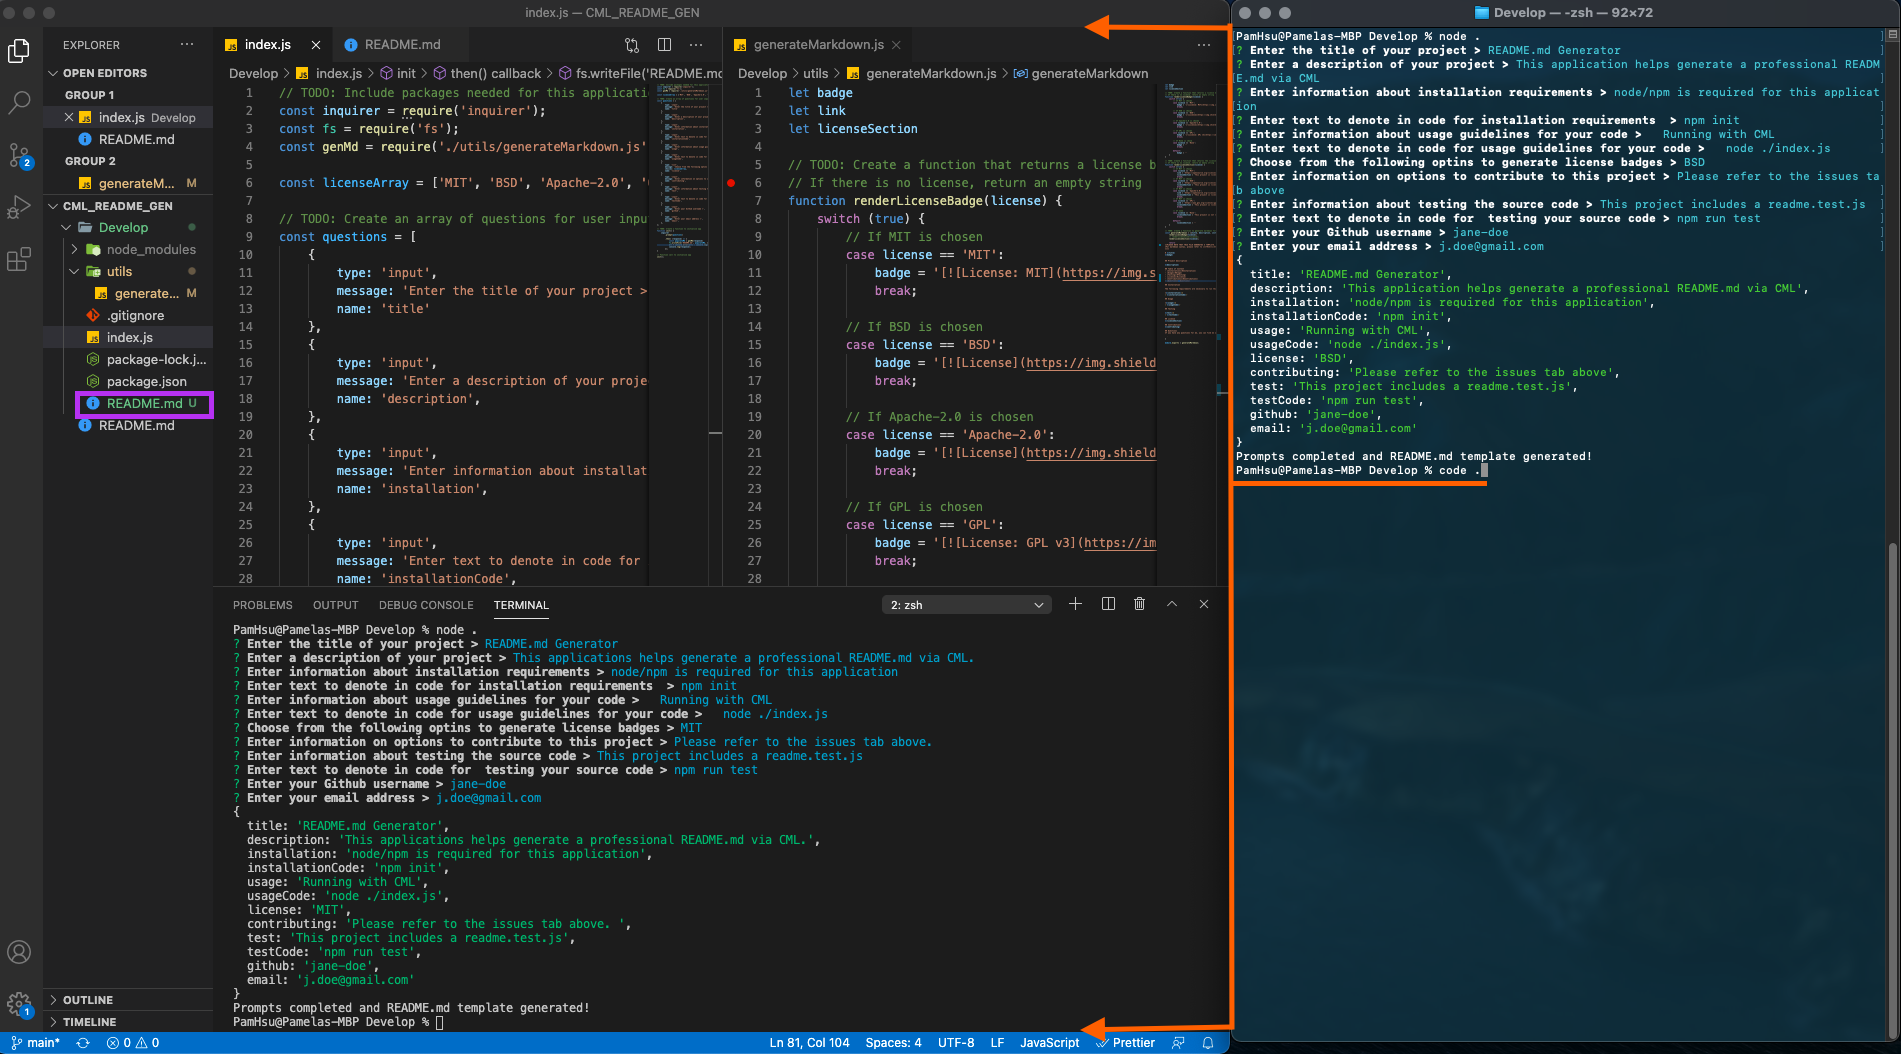 index.js — CML_README_GEN
EXPLORER
OPEN EDITORS
GROUP 1
index.js Develop
README.md
GROUP 2
generateM... M
CML_README_GEN
Develop
node_modules
utils
generate... M
.gitignore
index.js
package-lock.j...
package.json
README.md U
README.md
OUTLINE
TIMELINE
2
1
index.js
README.md
Develop > index.js > init > then() callback > fs.writeFile('README.md
1 // TODO: Include packages needed for this applicati
2 const inquirer = require('inquirer');
3 const fs = require('fs');
4 const genMd = require('./utils/generateMarkdown.js'
5
6 const licenseArray = ['MIT', 'BSD', 'Apache-2.0', '
7
8 // TODO: Create an array of questions for user inpu
9 const questions = [
10 {
11 type: 'input',
12 message: 'Enter the title of your project >
13 name: 'title'
14 },
15 {
16 type: 'input',
17 message: 'Enter a description of your proje
18 name: 'description',
19 },
20 {
21 type: 'input',
22 message: 'Enter information about installat
23 name: 'installation',
24 },
25 {
26 type: 'input',
27 message: 'Enter text to denote in code for
28 name: 'installationCode',
generateMarkdown.js
Develop > utils > generateMarkdown.js > generateMarkdown
1 let badge
2 let link
3 let licenseSection
4
5 // TODO: Create a function that returns a license b
6 // If there is no license, return an empty string
7 function renderLicenseBadge(license) {
8 switch (true) {
9 // If MIT is chosen
10 case license == 'MIT':
11 badge = '[![License: MIT](https://img.s
12 break;
13
14 // If BSD is chosen
15 case license == 'BSD':
16 badge = '[![License](https://img.shield
17 break;
18
19 // If Apache-2.0 is chosen
20 case license == 'Apache-2.0':
21 badge = '[![License](https://img.shield
22 break;
23
24 // If GPL is chosen
25 case license == 'GPL':
26 badge = '[![License: GPL v3](https://im
27 break;
28
PROBLEMS OUTPUT DEBUG CONSOLE TERMINAL
2: zsh
PamHsu@Pamelas-MBP Develop % node .
? Enter the title of your project > README.md Generator
? Enter a description of your project > This applications helps generate a professional README.md via CML.
? Enter information about installation requirements > node/npm is required for this application
? Enter text to denote in code for installation requirements > npm init
? Enter information about usage guidelines for your code > Running with CML
? Enter text to denote in code for usage guidelines for your code > node ./index.js
? Choose from the following optins to generate license badges > MIT
? Enter information on options to contribute to this project > Please refer to the issues tab above.
? Enter information about testing the source code > This project includes a readme.test.js
? Enter text to denote in code for testing your source code > npm run test
? Enter your Github username > jane-doe
? Enter your email address > j.doe@gmail.com
{
title: 'README.md Generator',
description: 'This applications helps generate a professional README.md via CML.',
installation: 'node/npm is required for this application',
installationCode: 'npm init',
usage: 'Running with CML',
usageCode: 'node ./index.js',
license: 'MIT',
contributing: 'Please refer to the issues tab above. ',
test: 'This project includes a readme.test.js',
testCode: 'npm run test',
github: 'jane-doe',
email: 'j.doe@gmail.com'
}
Prompts completed and README.md template generated!
PamHsu@Pamelas-MBP Develop %
main* 0 0 Ln 81, Col 104 Spaces: 4 UTF-8 LF JavaScript Prettier
Develop — -zsh — 92×72
[PamHsu@Pamelas-MBP Develop % node . ]
[? Enter the title of your project > README.md Generator ]
[? Enter a description of your project > This application helps generate a professional READM
E.md via CML ]
[? Enter information about installation requirements > node/npm is required for this applicat
ion ]
[? Enter text to denote in code for installation requirements > npm init ]
[? Enter information about usage guidelines for your code > Running with CML ]
[? Enter text to denote in code for usage guidelines for your code > node ./index.js ]
? Choose from the following optins to generate license badges > BSD
[? Enter information on options to contribute to this project > Please refer to the issues ta
b above ]
[? Enter information about testing the source code > This project includes a readme.test.js ]
[? Enter text to denote in code for testing your source code > npm run test ]
[? Enter your Github username > jane-doe ]
[? Enter your email address > j.doe@gmail.com ]
{
title: 'README.md Generator',
description: 'This application helps generate a professional README.md via CML',
installation: 'node/npm is required for this application',
installationCode: 'npm init',
usage: 'Running with CML',
usageCode: 'node ./index.js',
license: 'BSD',
contributing: 'Please refer to the issues tab above',
test: 'This project includes a readme.test.js',
testCode: 'npm run test',
github: 'jane-doe',
email: 'j.doe@gmail.com'
}
Prompts completed and README.md template generated!
PamHsu@Pamelas-MBP Develop % code .